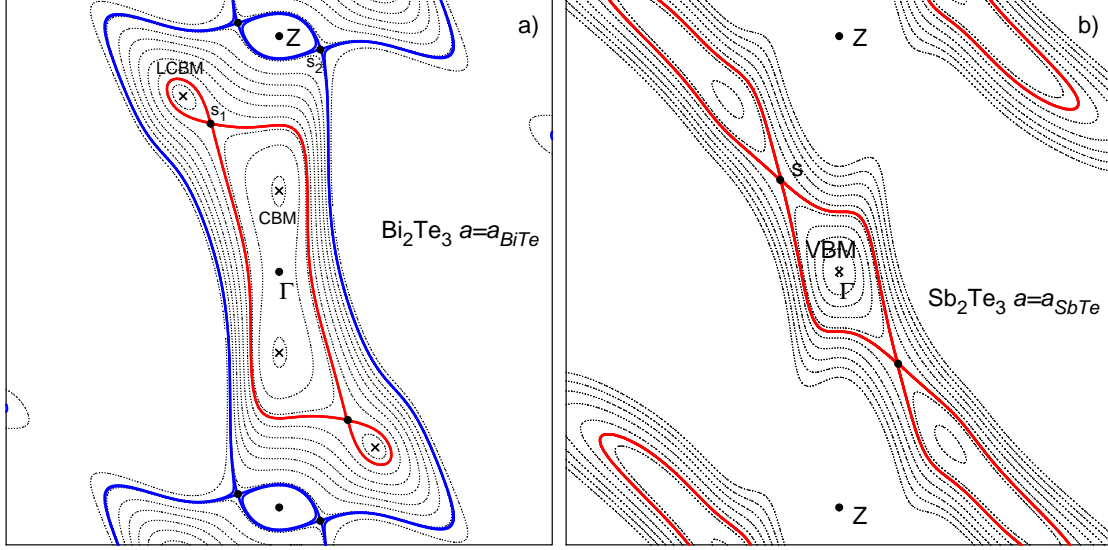 a)
Z
s2
LCBM
s1
CBM
Γ
Bi2Te3 a=aBiTe
b)
Z
s
VBM
Γ
Sb2Te3 a=aSbTe
Z